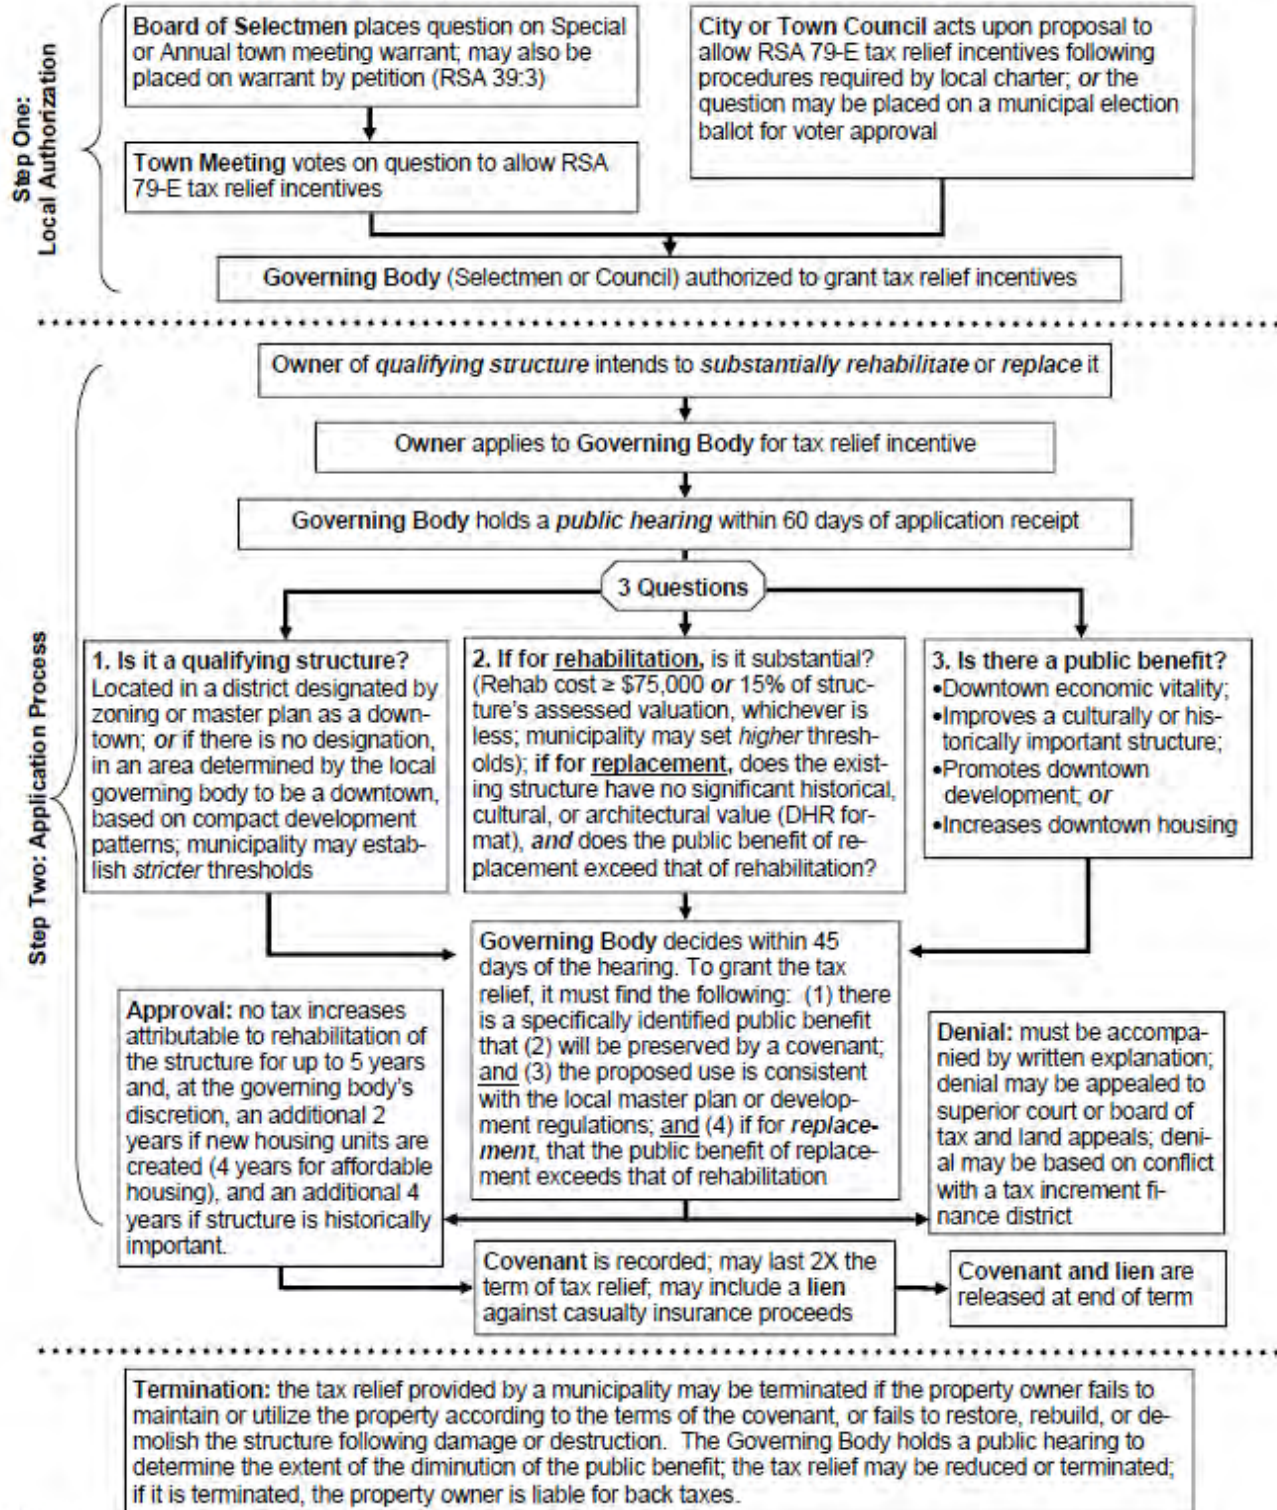 Step One:
Local Authorization
Board of Selectmen places question on Special
or Annual town meeting warrant; may also be
placed on warrant by petition (RSA 39:3)
City or Town Council acts upon proposal to
allow RSA 79-E tax relief incentives following
procedures required by local charter; or the
question may be placed on a municipal election
ballot for voter approval
Town Meeting votes on question to allow RSA
79-E tax relief incentives
Governing Body (Selectmen or Council) authorized to grant tax relief incentives
Step Two: Application Process
Owner of qualifying structure intends to substantially rehabilitate or replace it
Owner applies to Governing Body for tax relief incentive
Governing Body holds a public hearing within 60 days of application receipt
3 Questions
1. Is it a qualifying structure?
Located in a district designated by
zoning or master plan as a down-
town; or if there is no designation,
in an area determined by the local
governing body to be a downtown,
based on compact development
patterns; municipality may estab-
lish stricter thresholds
2. If for rehabilitation, is it substantial?
(Rehab cost ≥ $75,000 or 15% of struc-
ture's assessed valuation, whichever is
less; municipality may set higher thresh-
olds); if for replacement, does the exist-
ing structure have no significant historical,
cultural, or architectural value (DHR for-
mat), and does the public benefit of re-
placement exceed that of rehabilitation?
3. Is there a public benefit?
•Downtown economic vitality;
•Improves a culturally or his-
torically important structure;
•Promotes downtown
development; or
•Increases downtown housing
Governing Body decides within 45
days of the hearing. To grant the tax
relief, it must find the following: (1) there
is a specifically identified public benefit
that (2) will be preserved by a covenant;
and (3) the proposed use is consistent
with the local master plan or develop-
ment regulations; and (4) if for replace-
ment, that the public benefit of replace-
ment exceeds that of rehabilitation
Approval: no tax increases
attributable to rehabilitation of
the structure for up to 5 years
and, at the governing body's
discretion, an additional 2
years if new housing units are
created (4 years for affordable
housing), and an additional 4
years if structure is historically
important.
Denial: must be accompa-
nied by written explanation;
denial may be appealed to
superior court or board of
tax and land appeals; deni-
al may be based on conflict
with a tax increment fi-
nance district
Covenant is recorded; may last 2X the
term of tax relief; may include a lien
against casualty insurance proceeds
Covenant and lien are
released at end of term
Termination: the tax relief provided by a municipality may be terminated if the property owner fails to
maintain or utilize the property according to the terms of the covenant, or fails to restore, rebuild, or de-
molish the structure following damage or destruction. The Governing Body holds a public hearing to
determine the extent of the diminution of the public benefit; the tax relief may be reduced or terminated;
if it is terminated, the property owner is liable for back taxes.